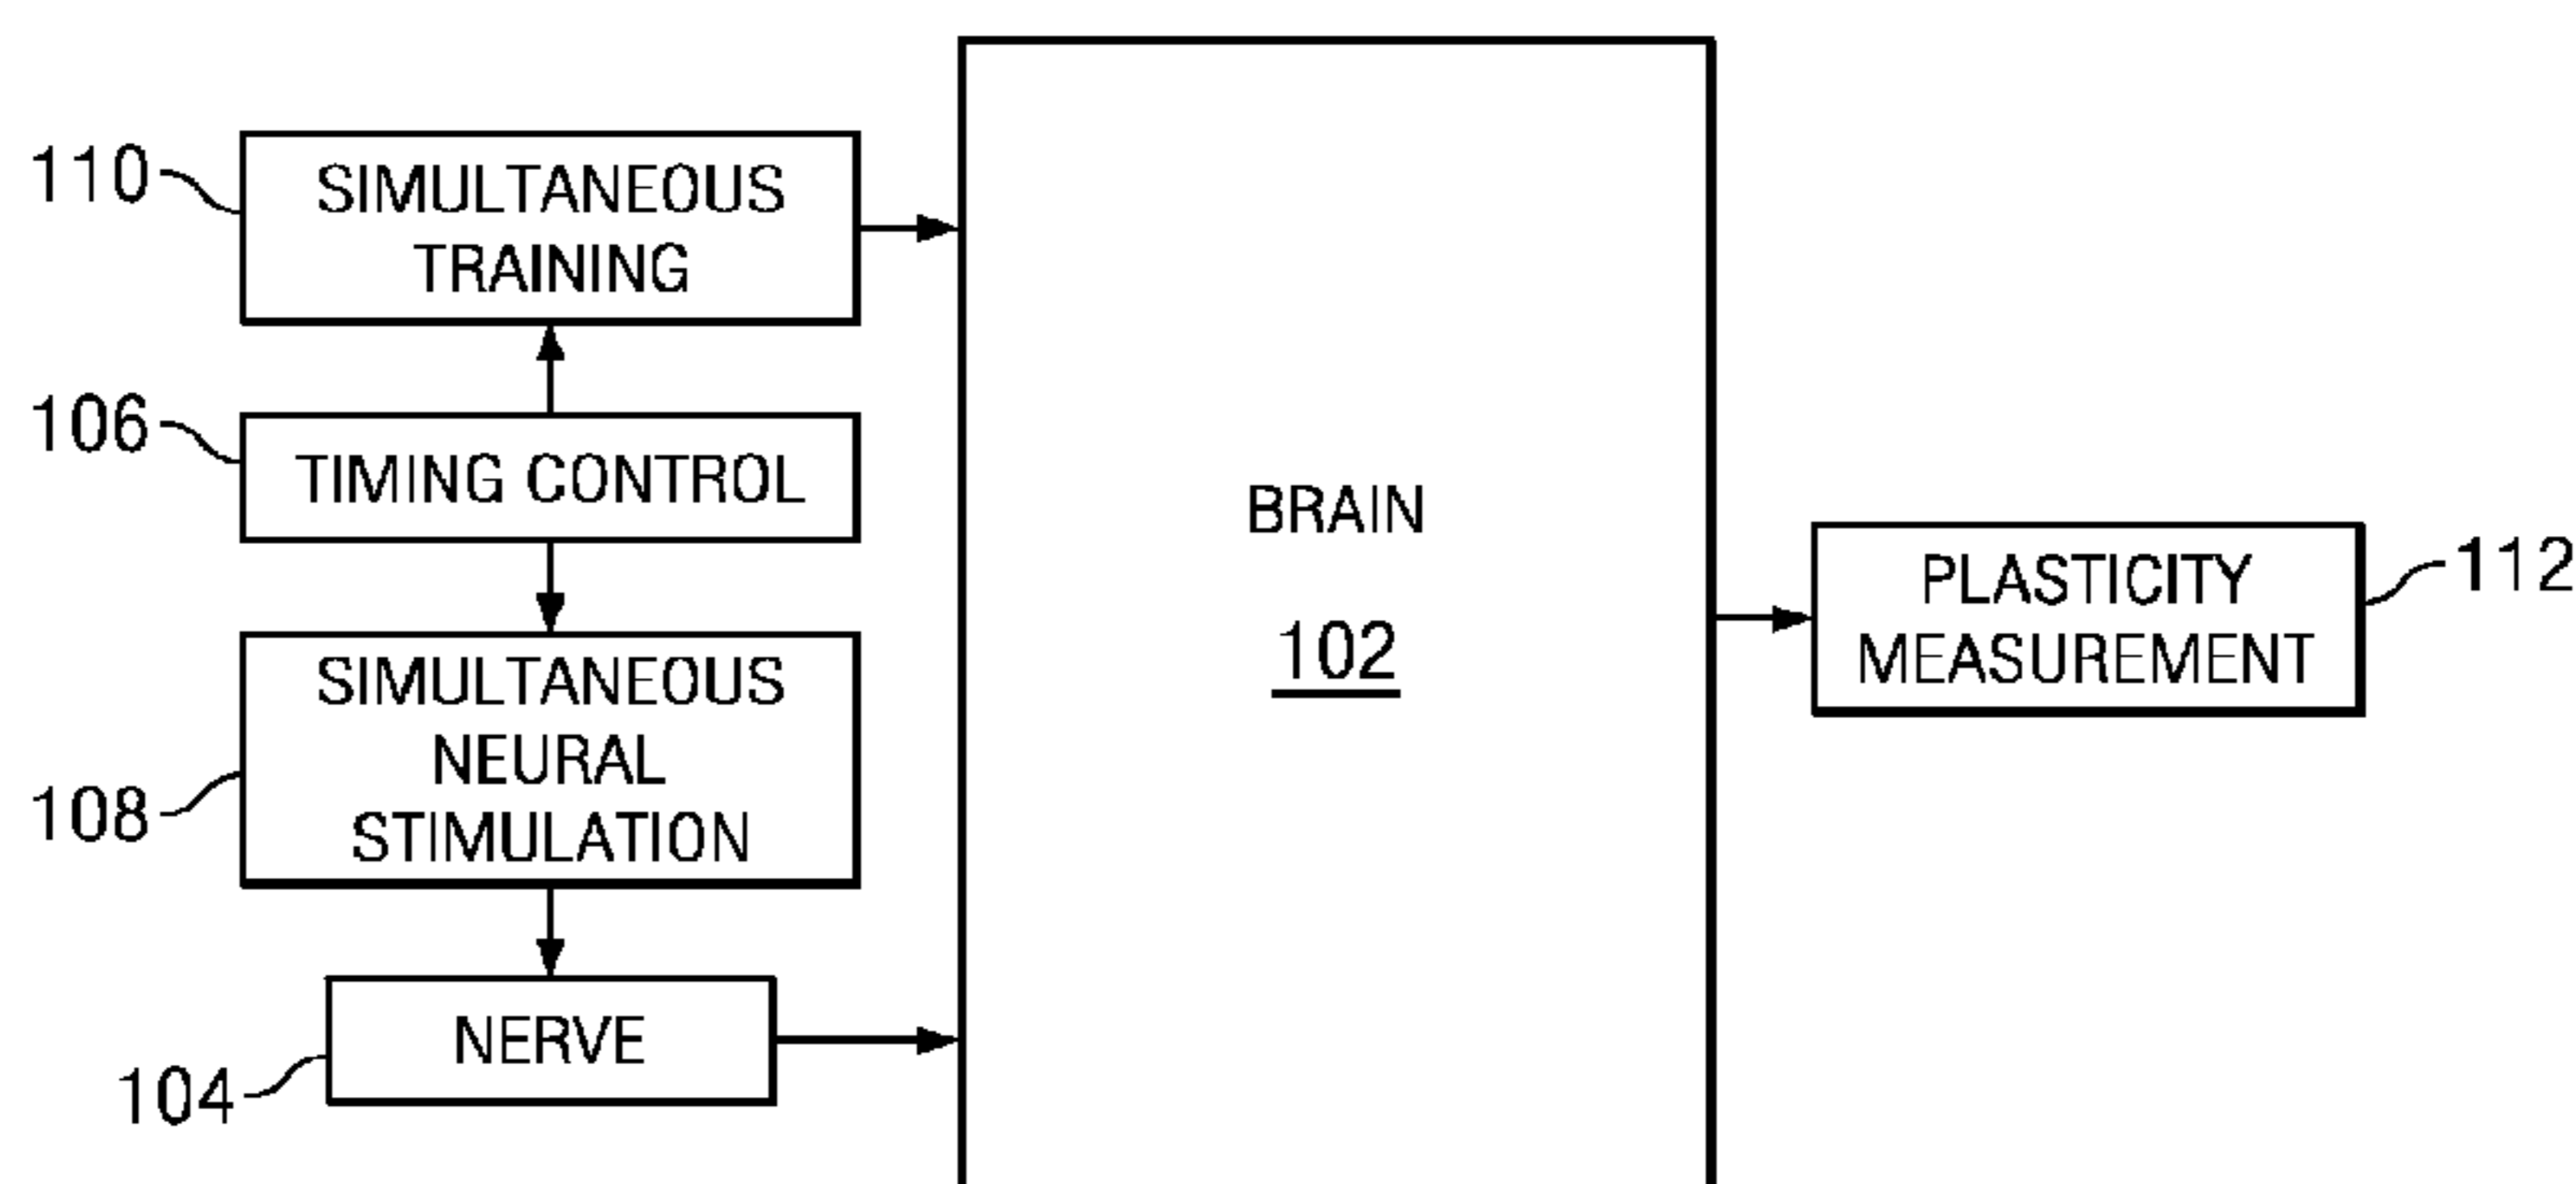 110
SIMULTANEOUS
TRAINING
106
TIMING CONTROL
108
SIMULTANEOUS
NEURAL
STIMULATION
104
NERVE
BRAIN
102
PLASTICITY
MEASUREMENT
112